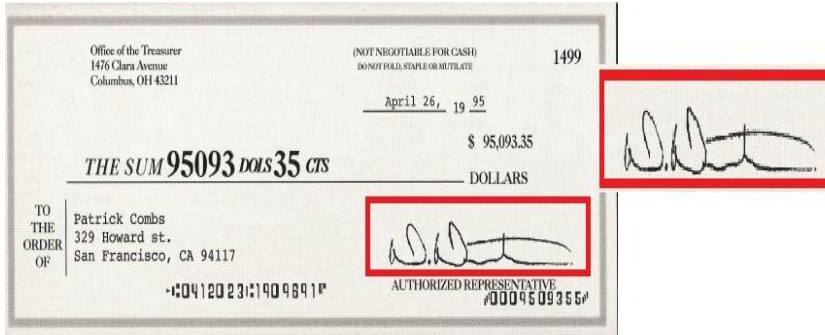 Office of the Treasurer
1476 Clara Avenue
Columbus, OH 43211
(NOT NEGOTIABLE FOR CASH)
DO NOT FOLD, STAPLE OR MUTILATE
1499
April 26, 19 95
$ 95,093.35
THE SUM 95093 DOLS 35 CTS
DOLLARS
TO
THE
ORDER
OF
Patrick Combs
329 Howard st.
San Francisco, CA 94117
AUTHORIZED REPRESENTATIVE
⑆041202311⑆1909691⑈
⑈0009509355⑈